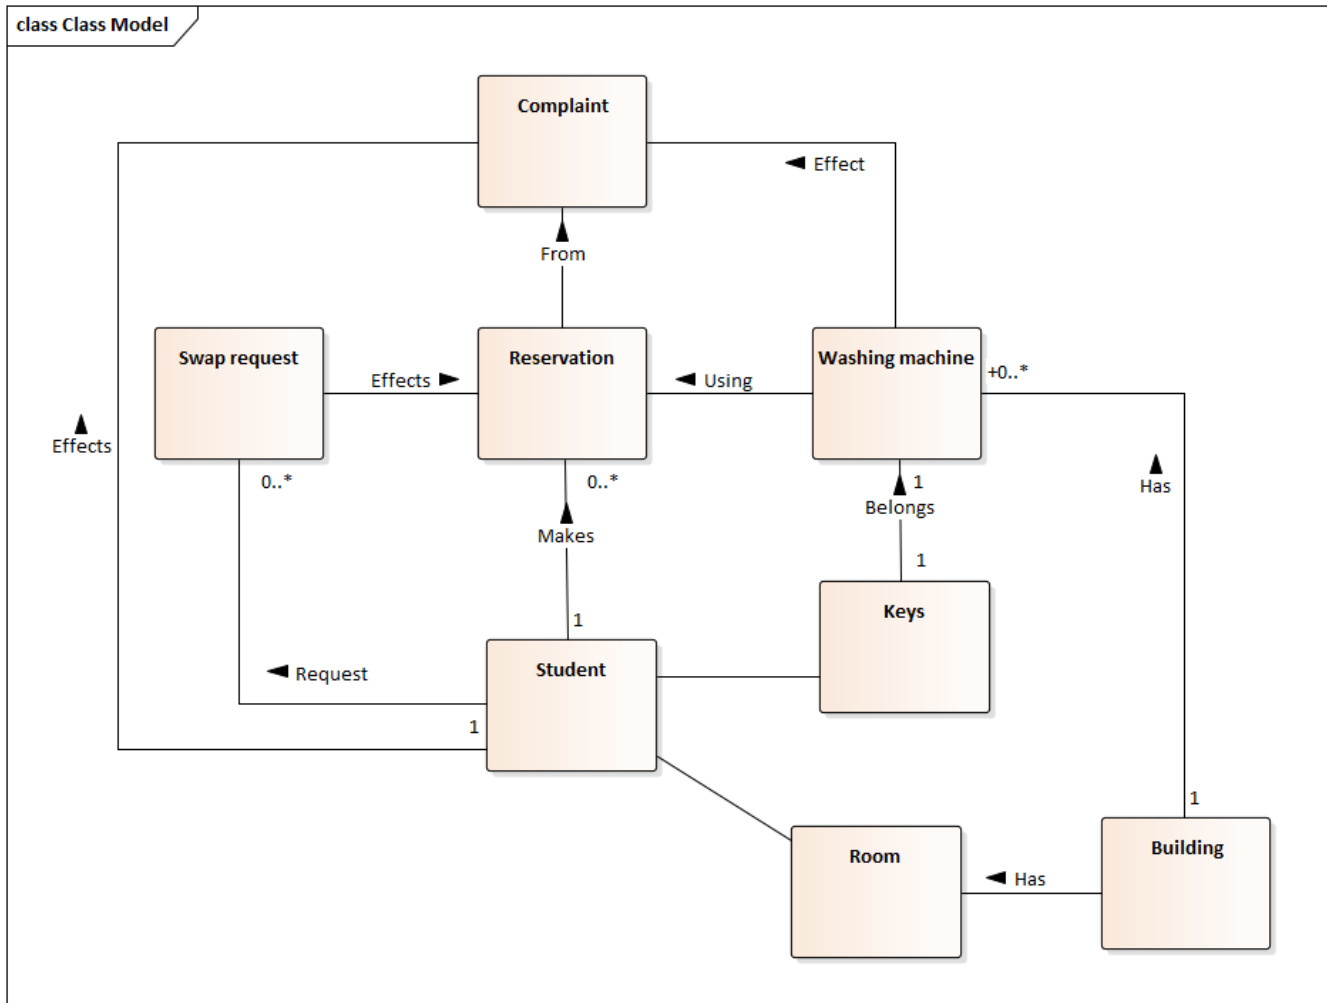 class Class Model
Complaint
Effect
From
Swap request
Reservation
Washing machine
Effects
Using
+0..*
Effects
0..*
0..*
1
Has
Belongs
Makes
1
Keys
1
Student
Request
1
1
Room
Building
Has